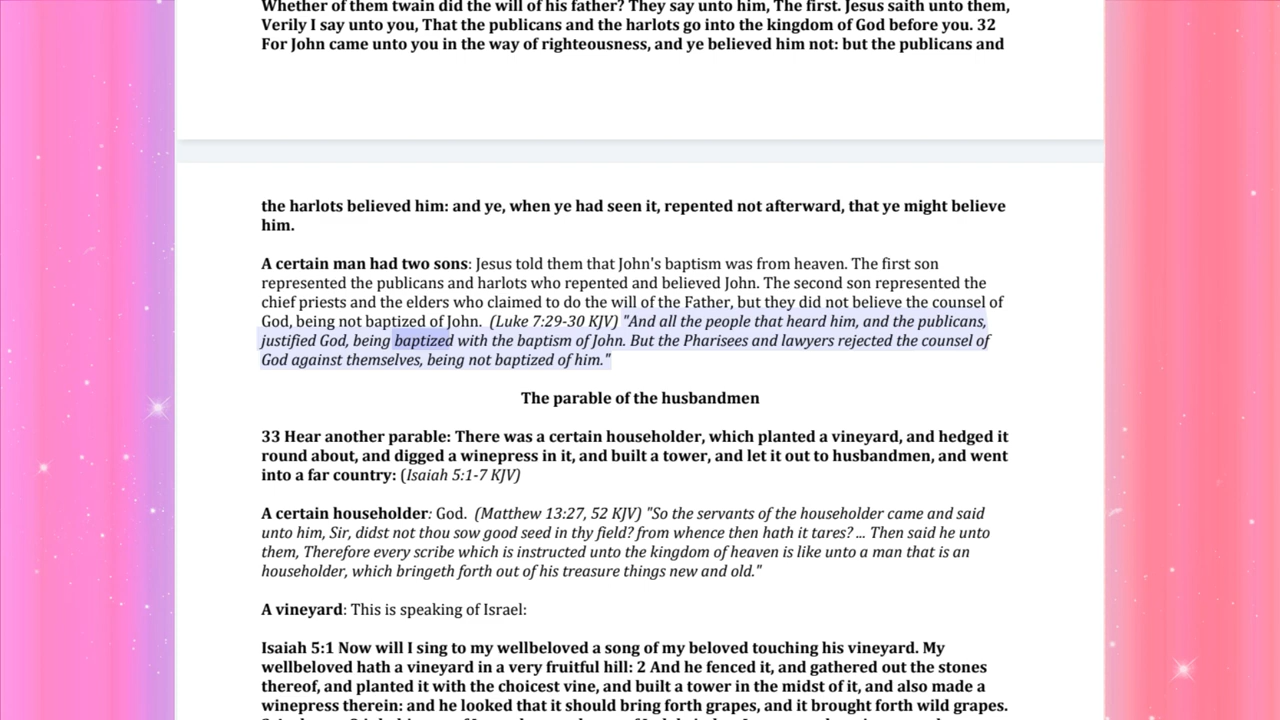 Whether of them twain did the will of his father? They say unto him, The first. Jesus saith unto them,
Verily I say unto you, That the publicans and the harlots go into the kingdom of God before you. 32
For John came unto you in the way of righteousness, and ye believed him not: but the publicans and
the harlots believed him: and ye, when ye had seen it, repented not afterward, that ye might believe
him.
A certain man had two sons: Jesus told them that John's baptism was from heaven. The first son
represented the publicans and harlots who repented and believed John. The second son represented the
chief priests and the elders who claimed to do the will of the Father, but they did not believe the counsel of
God, being not baptized of John. (Luke 7:29-30 KJV) "And all the people that heard him, and the publicans,
justified God, being baptized with the baptism of John. But the Pharisees and lawyers rejected the counsel of
God against themselves, being not baptized of him."
The parable of the husbandmen
33 Hear another parable: There was a certain householder, which planted a vineyard, and hedged it
round about, and digged a winepress in it, and built a tower, and let it out to husbandmen, and went
into a far country: (Isaiah 5:1-7 KJV)
A certain householder: God. (Matthew 13:27, 52 KJV) "So the servants of the householder came and said
unto him, Sir, didst not thou sow good seed in thy field? from whence then hath it tares? ... Then said he unto
them, Therefore every scribe which is instructed unto the kingdom of heaven is like unto a man that is an
householder, which bringeth forth out of his treasure things new and old."
A vineyard: This is speaking of Israel:
Isaiah 5:1 Now will I sing to my wellbeloved a song of my beloved touching his vineyard. My
wellbeloved hath a vineyard in a very fruitful hill: 2 And he fenced it, and gathered out the stones
thereof, and planted it with the choicest vine, and built a tower in the midst of it, and also made a
winepress therein: and he looked that it should bring forth grapes, and it brought forth wild grapes.